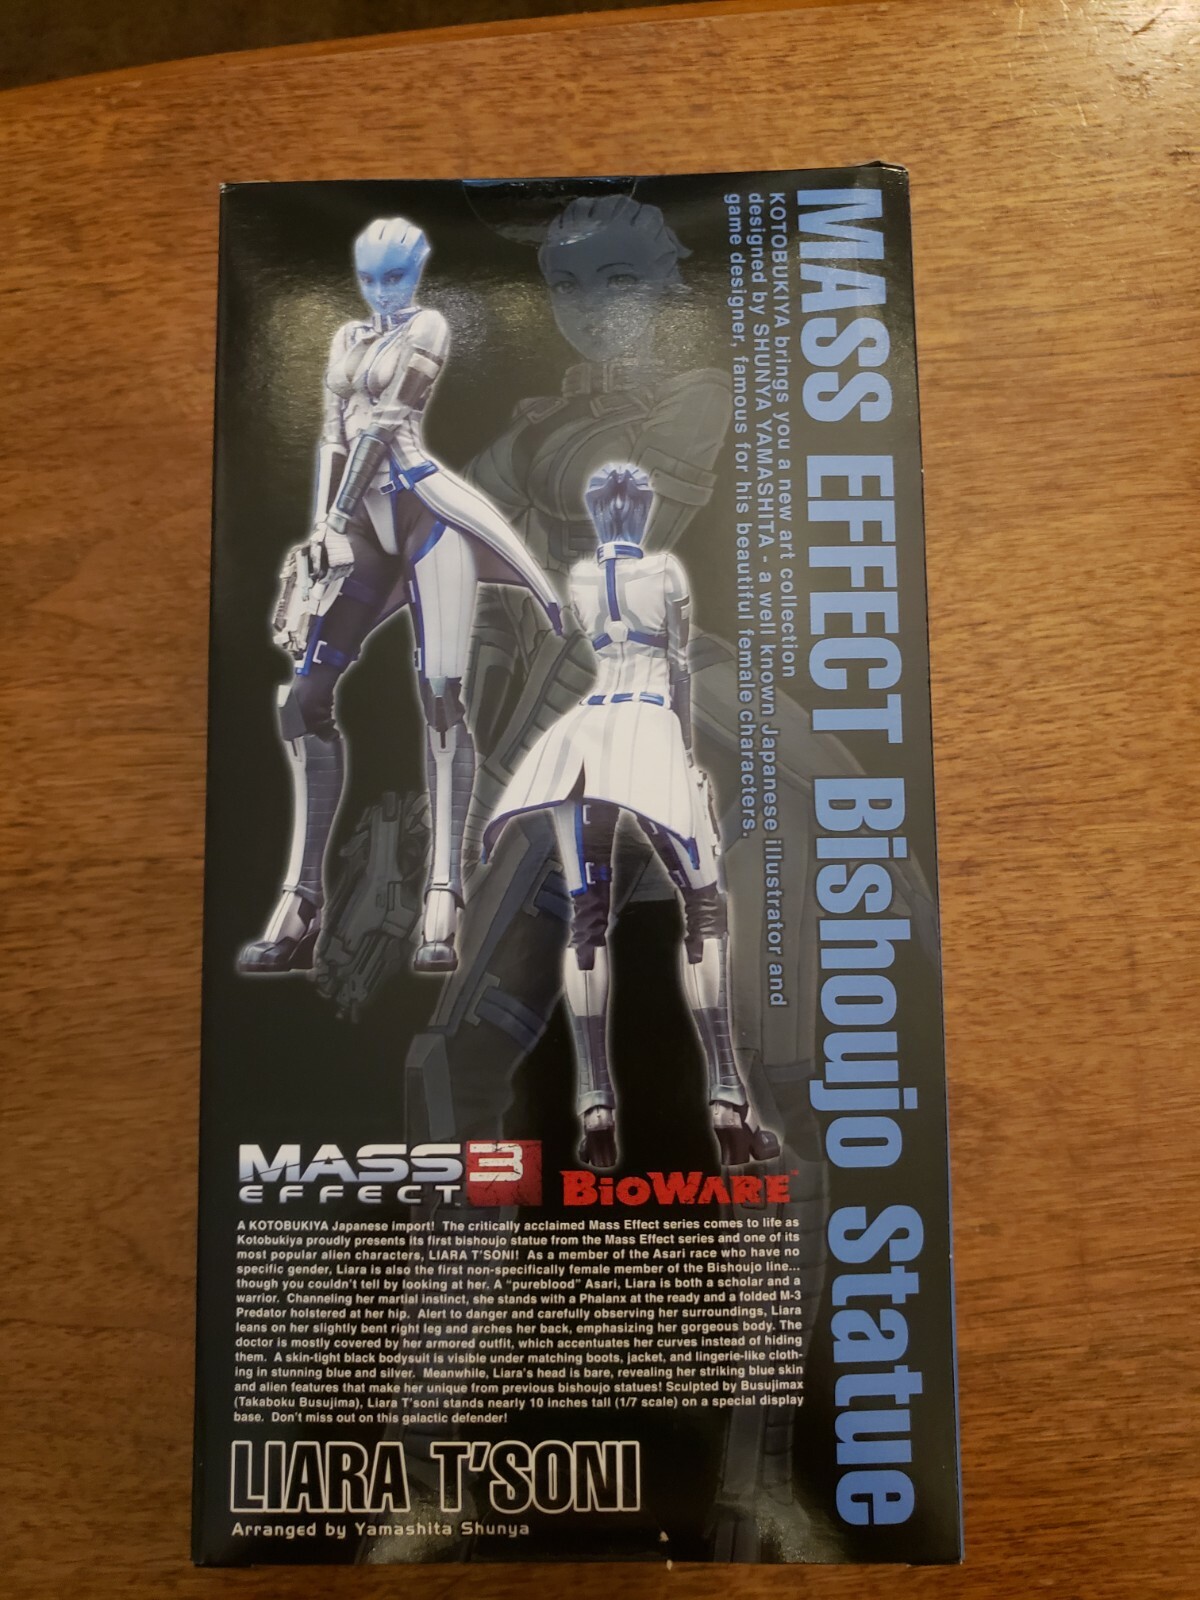 MASS EFFECT Bishoujo Statue
KOTOBUKIYA brings you a new art collection
designed by SHUNYA YAMASHITA - a well known Japanese illustrator and
game designer, famous for his beautiful female characters.
MASS 3
EFFECT™
BIOWARE™
A KOTOBUKIYA Japanese import! The critically acclaimed Mass Effect series comes to life as
Kotobukiya proudly presents its first bishoujo statue from the Mass Effect series and one of its
most popular alien characters, LIARA T'SONI! As a member of the Asari race who have no
specific gender, Liara is also the first non-specifically female member of the Bishoujo line...
though you couldn't tell by looking at her. A "pureblood" Asari, Liara is both a scholar and a
warrior. Channeling her martial instinct, she stands with a Phalanx at the ready and a folded M-3
Predator holstered at her hip. Alert to danger and carefully observing her surroundings, Liara
leans on her slightly bent right leg and arches her back, emphasizing her gorgeous body. The
doctor is mostly covered by her armored outfit, which accentuates her curves instead of hiding
them. A skin-tight black bodysuit is visible under matching boots, jacket, and lingerie-like cloth-
ing in stunning blue and silver. Meanwhile, Liara's head is bare, revealing her striking blue skin
and alien features that make her unique from previous bishoujo statues! Sculpted by Busujimax
(Takaboku Busujima), Liara T'soni stands nearly 10 inches tall (1/7 scale) on a special display
base. Don't miss out on this galactic defender!
LIARA T'SONI
Arranged by Yamashita Shunya